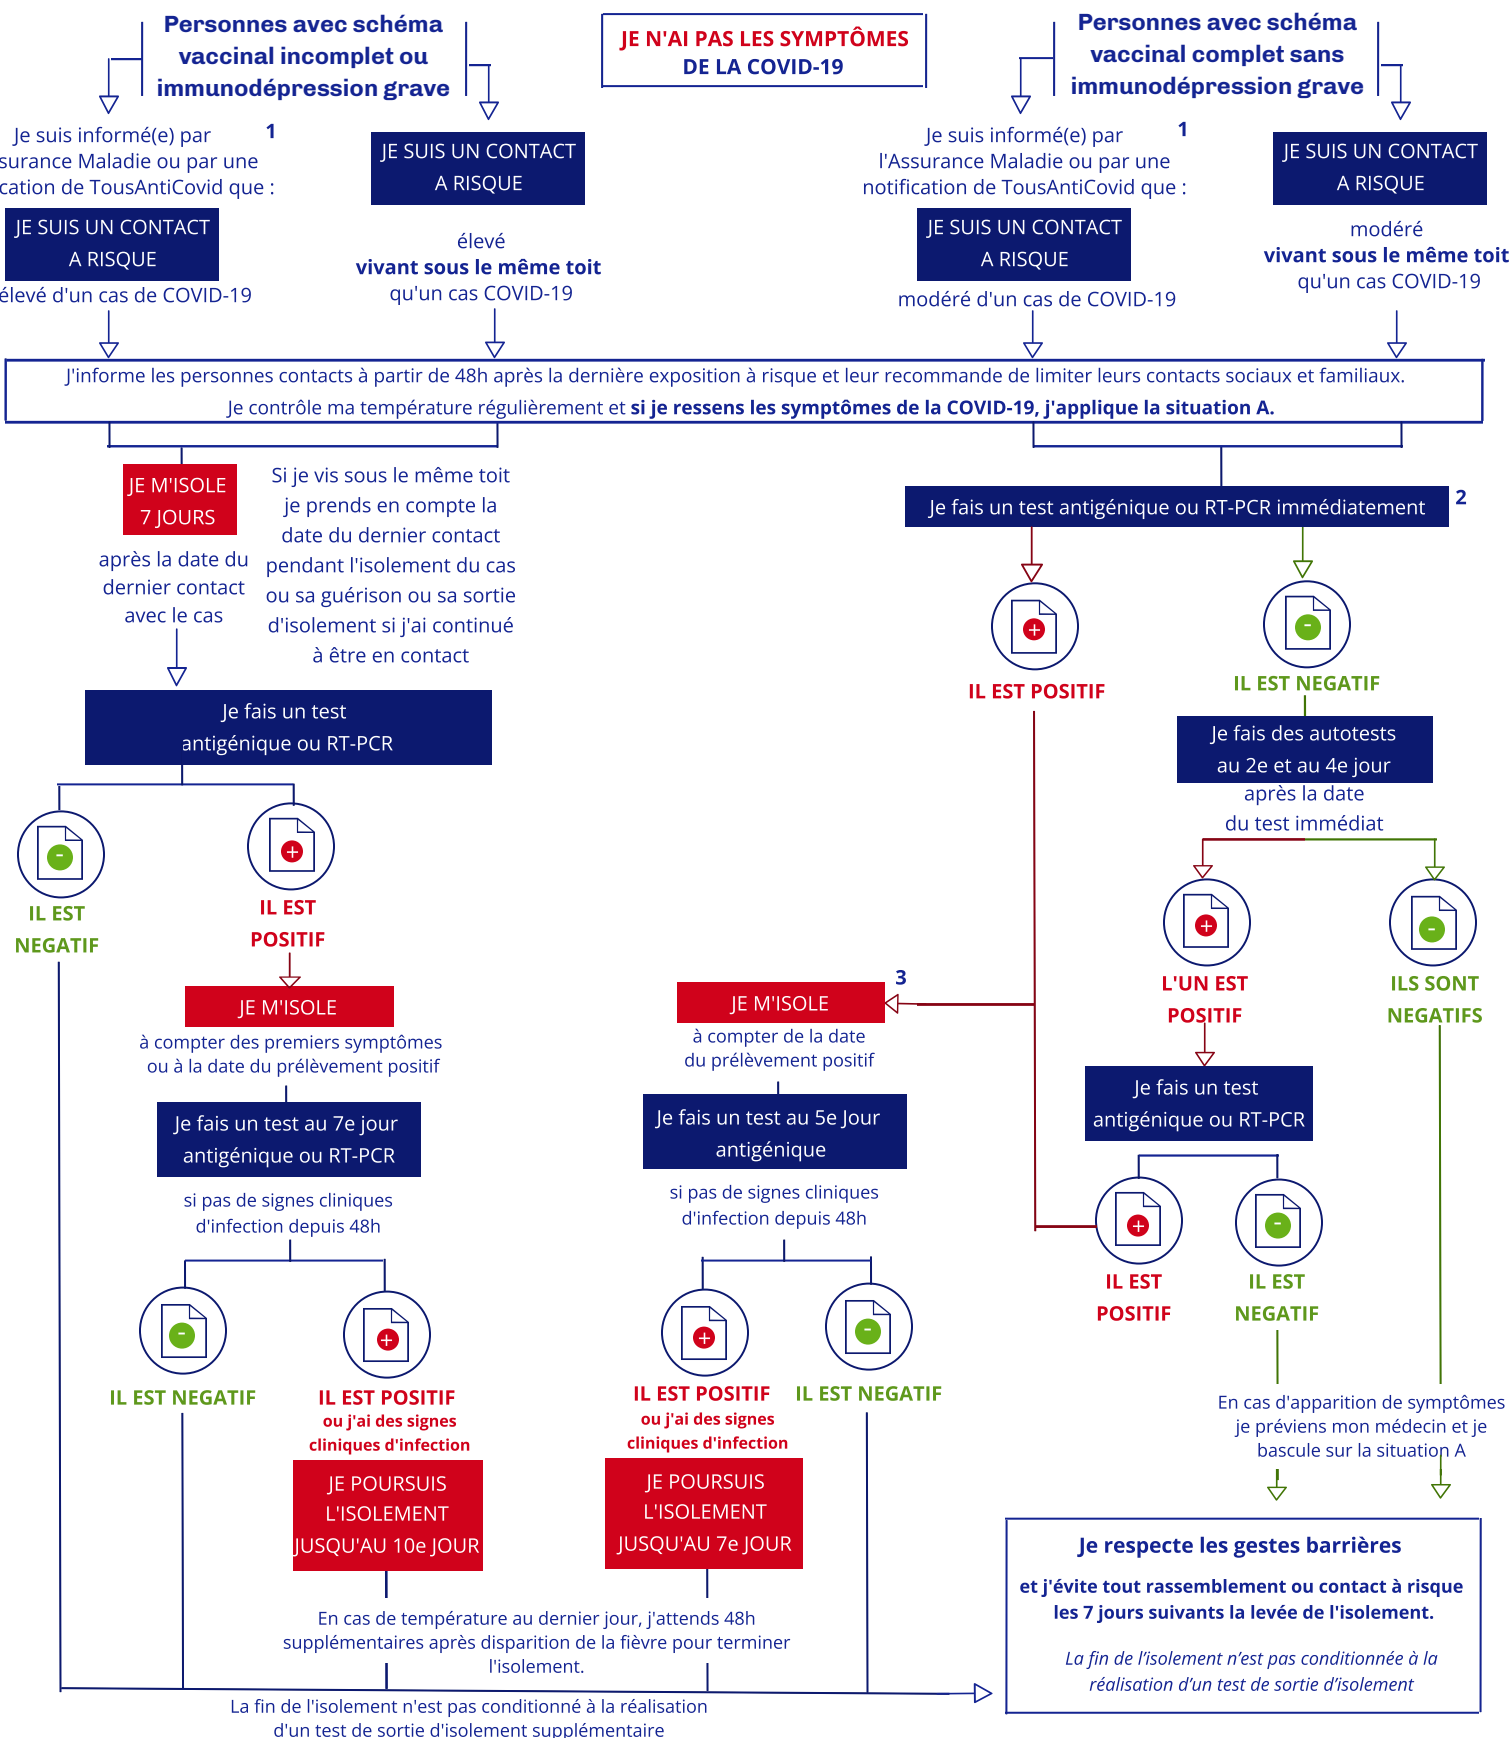 Personnes avec schéma
vaccinal incomplet ou
immunodépression grave
JE N'AI PAS LES SYMPTÔMES
DE LA COVID-19
Personnes avec schéma
vaccinal complet sans
immunodépression grave
Je suis informé(e) par
1
surance Maladie ou par une
cation de TousAntiCovid que :
JE SUIS UN CONTACT
A RISQUE
élevé d'un cas de COVID-19
JE SUIS UN CONTACT
A RISQUE
élevé
vivant sous le même toit
qu'un cas COVID-19
Je suis informé(e) par
1
l'Assurance Maladie ou par une
notification de TousAntiCovid que :
JE SUIS UN CONTACT
A RISQUE
modéré d'un cas de COVID-19
JE SUIS UN CONTACT
A RISQUE
modéré
vivant sous le même toit
qu'un cas COVID-19
J'informe les personnes contacts à partir de 48h après la dernière exposition à risque et leur recommande de limiter leurs contacts sociaux et familiaux.
Je contrôle ma température régulièrement et si je ressens les symptômes de la COVID-19, j'applique la situation A.
JE M'ISOLE
7 JOURS
après la date du
dernier contact
avec le cas
Si je vis sous le même toit
je prends en compte la
date du dernier contact
pendant l'isolement du cas
ou sa guérison ou sa sortie
d'isolement si j'ai continué
à être en contact
Je fais un test
antigénique ou RT-PCR
-
IL EST
NEGATIF
+
IL EST
POSITIF
JE M'ISOLE
à compter des premiers symptômes
ou à la date du prélèvement positif
Je fais un test au 7e jour
antigénique ou RT-PCR
si pas de signes cliniques
d'infection depuis 48h
-
IL EST NEGATIF
+
IL EST POSITIF
ou j'ai des signes
cliniques d'infection
JE POURSUIS
L'ISOLEMENT
JUSQU'AU 10e JOUR
Je fais un test antigénique ou RT-PCR immédiatement
2
+
IL EST POSITIF
-
IL EST NEGATIF
Je fais des autotests
au 2e et au 4e jour
après la date
du test immédiat
+
L'UN EST
POSITIF
-
ILS SONT
NEGATIFS
3
JE M'ISOLE
à compter de la date
du prélèvement positif
Je fais un test au 5e Jour
antigénique
si pas de signes cliniques
d'infection depuis 48h
+
IL EST POSITIF
ou j'ai des signes
cliniques d'infection
-
IL EST NEGATIF
JE POURSUIS
L'ISOLEMENT
JUSQU'AU 7e JOUR
Je fais un test
antigénique ou RT-PCR
+
IL EST
POSITIF
-
IL EST
NEGATIF
En cas d'apparition de symptômes
je préviens mon médecin et je
bascule sur la situation A
En cas de température au dernier jour, j'attends 48h
supplémentaires après disparition de la fièvre pour terminer
l'isolement.
La fin de l'isolement n'est pas conditionné à la réalisation
d'un test de sortie d'isolement supplémentaire
Je respecte les gestes barrières
et j'évite tout rassemblement ou contact à risque
les 7 jours suivants la levée de l'isolement.
La fin de l'isolement n'est pas conditionnée à la
réalisation d'un test de sortie d'isolement